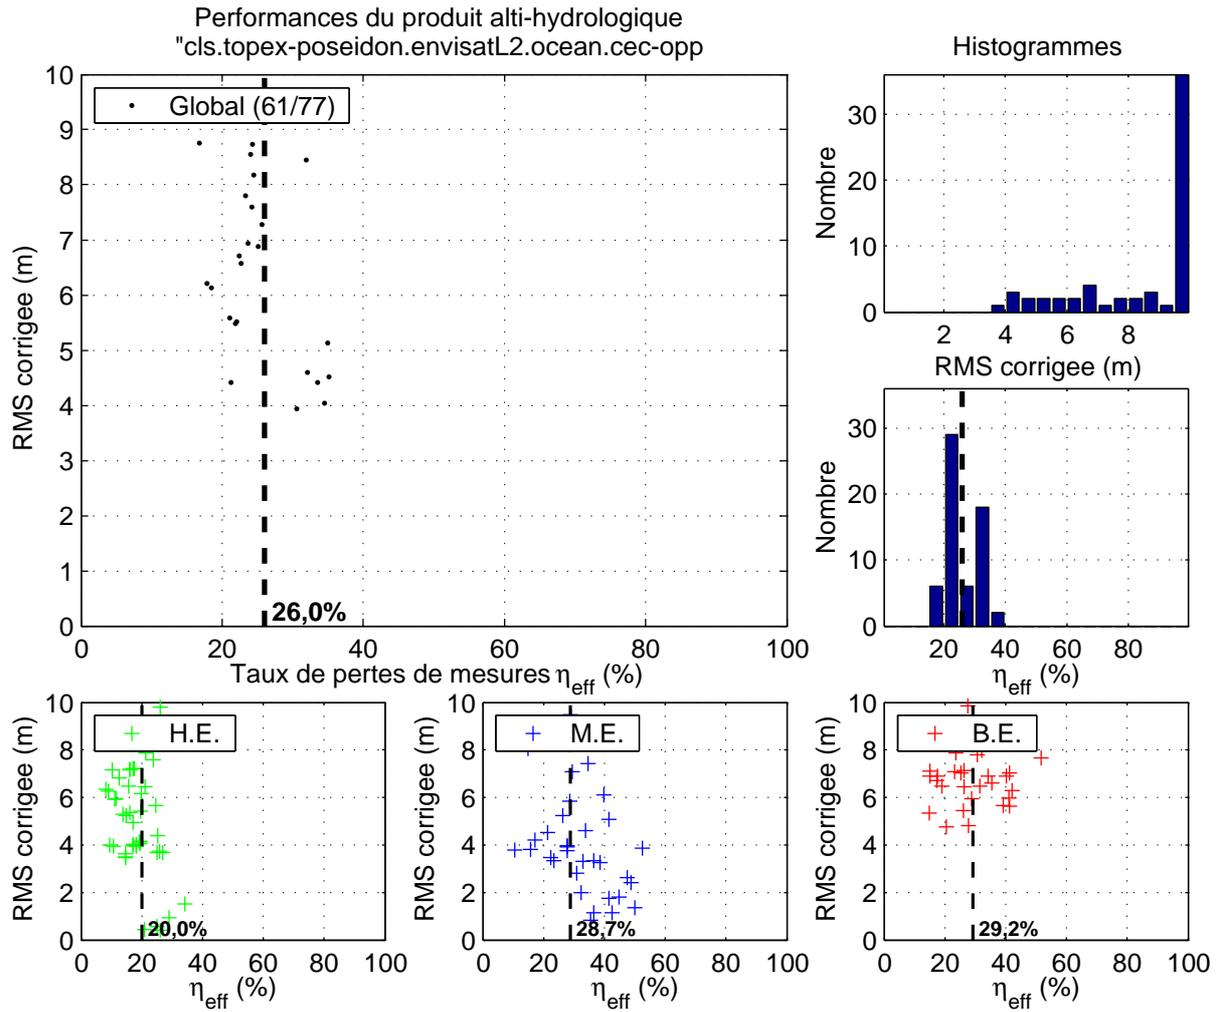 Performances du produit alti-hydrologique
"cls.topex-poseidon.envisatL2.ocean.cec-opp
Histogrammes
Global (61/77)
10
9
8
7
6
5
4
3
2
1
0
RMS corrigee (m)
26,0%
0 20 40 60 80 100
Taux de pertes de mesures ηeff (%)
30
20
10
0
Nombre
2 4 6 8
RMS corrigee (m)
30
20
10
0
Nombre
20 40 60 80
ηeff (%)
H.E.
10
8
6
4
2
0
RMS corrigee (m)
20,0%
0 20 40 60 80 100
ηeff (%)
M.E.
10
8
6
4
2
0
RMS corrigee (m)
28,7%
0 20 40 60 80 100
ηeff (%)
B.E.
10
8
6
4
2
0
RMS corrigee (m)
29,2%
0 20 40 60 80 100
ηeff (%)